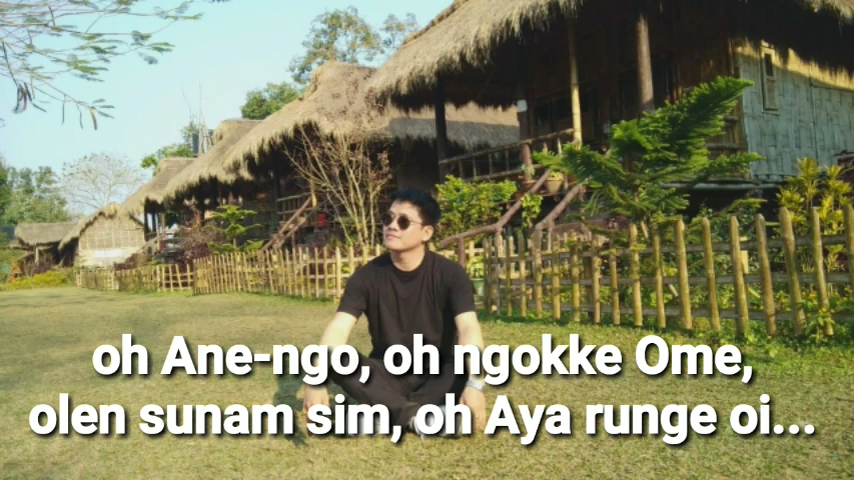 oh Ane-ngo, oh ngokke Ome,
olen sunam sim, oh Aya runge oi...